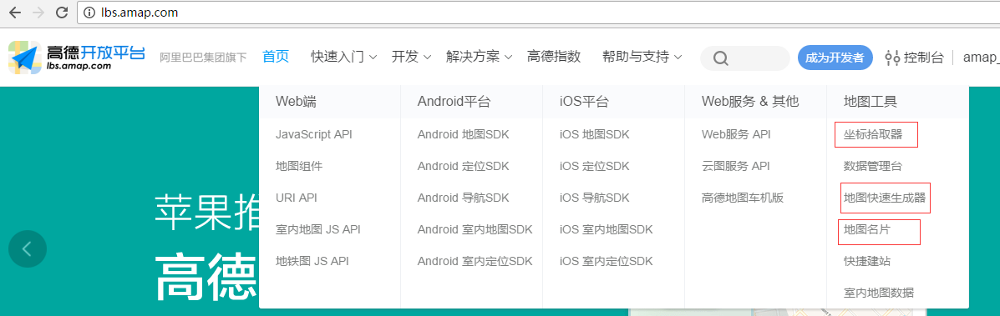 lbs.amap.com
高德开放平台
lbs.amap.com
阿里巴巴集团旗下
首页
快速入门
开发
解决方案
高德指数
帮助与支持
成为开发者
控制台
amap_
Web端
Android平台
iOS平台
Web服务 & 其他
地图工具
JavaScript API
Android 地图SDK
iOS 地图SDK
Web服务 API
坐标拾取器
地图组件
Android 定位SDK
iOS 定位SDK
云图服务 API
数据管理台
URI API
Android 导航SDK
iOS 导航SDK
高德地图车机版
地图快速生成器
室内地图 JS API
Android 室内地图SDK
iOS 室内地图SDK
地图名片
地铁图 JS API
Android 室内定位SDK
iOS 室内定位SDK
快捷建站
室内地图数据
苹果推
高德